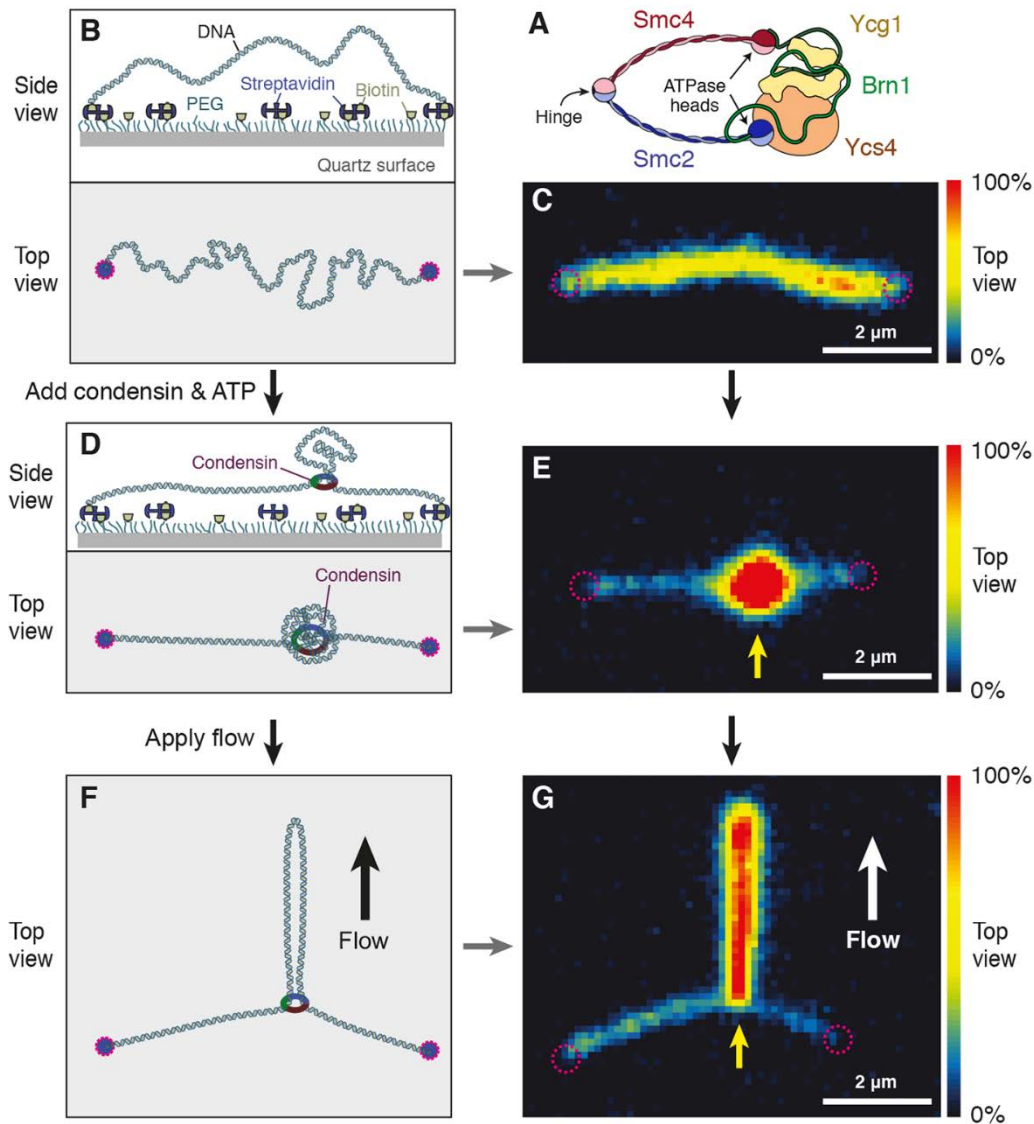 B
DNA
Side
view
PEG
Streptavidin
Biotin
Quartz surface
Top
view
A
Smc4
Ycg1
Hinge
ATPase
heads
Brn1
Smc2
Ycs4
C
100%
Top
view
0%
2 µm
Add condensin & ATP
D
Side
view
Condensin
Top
view
Condensin
E
100%
Top
view
0%
2 µm
Apply flow
F
Top
view
Flow
G
100%
Flow
Top
view
0%
2 µm